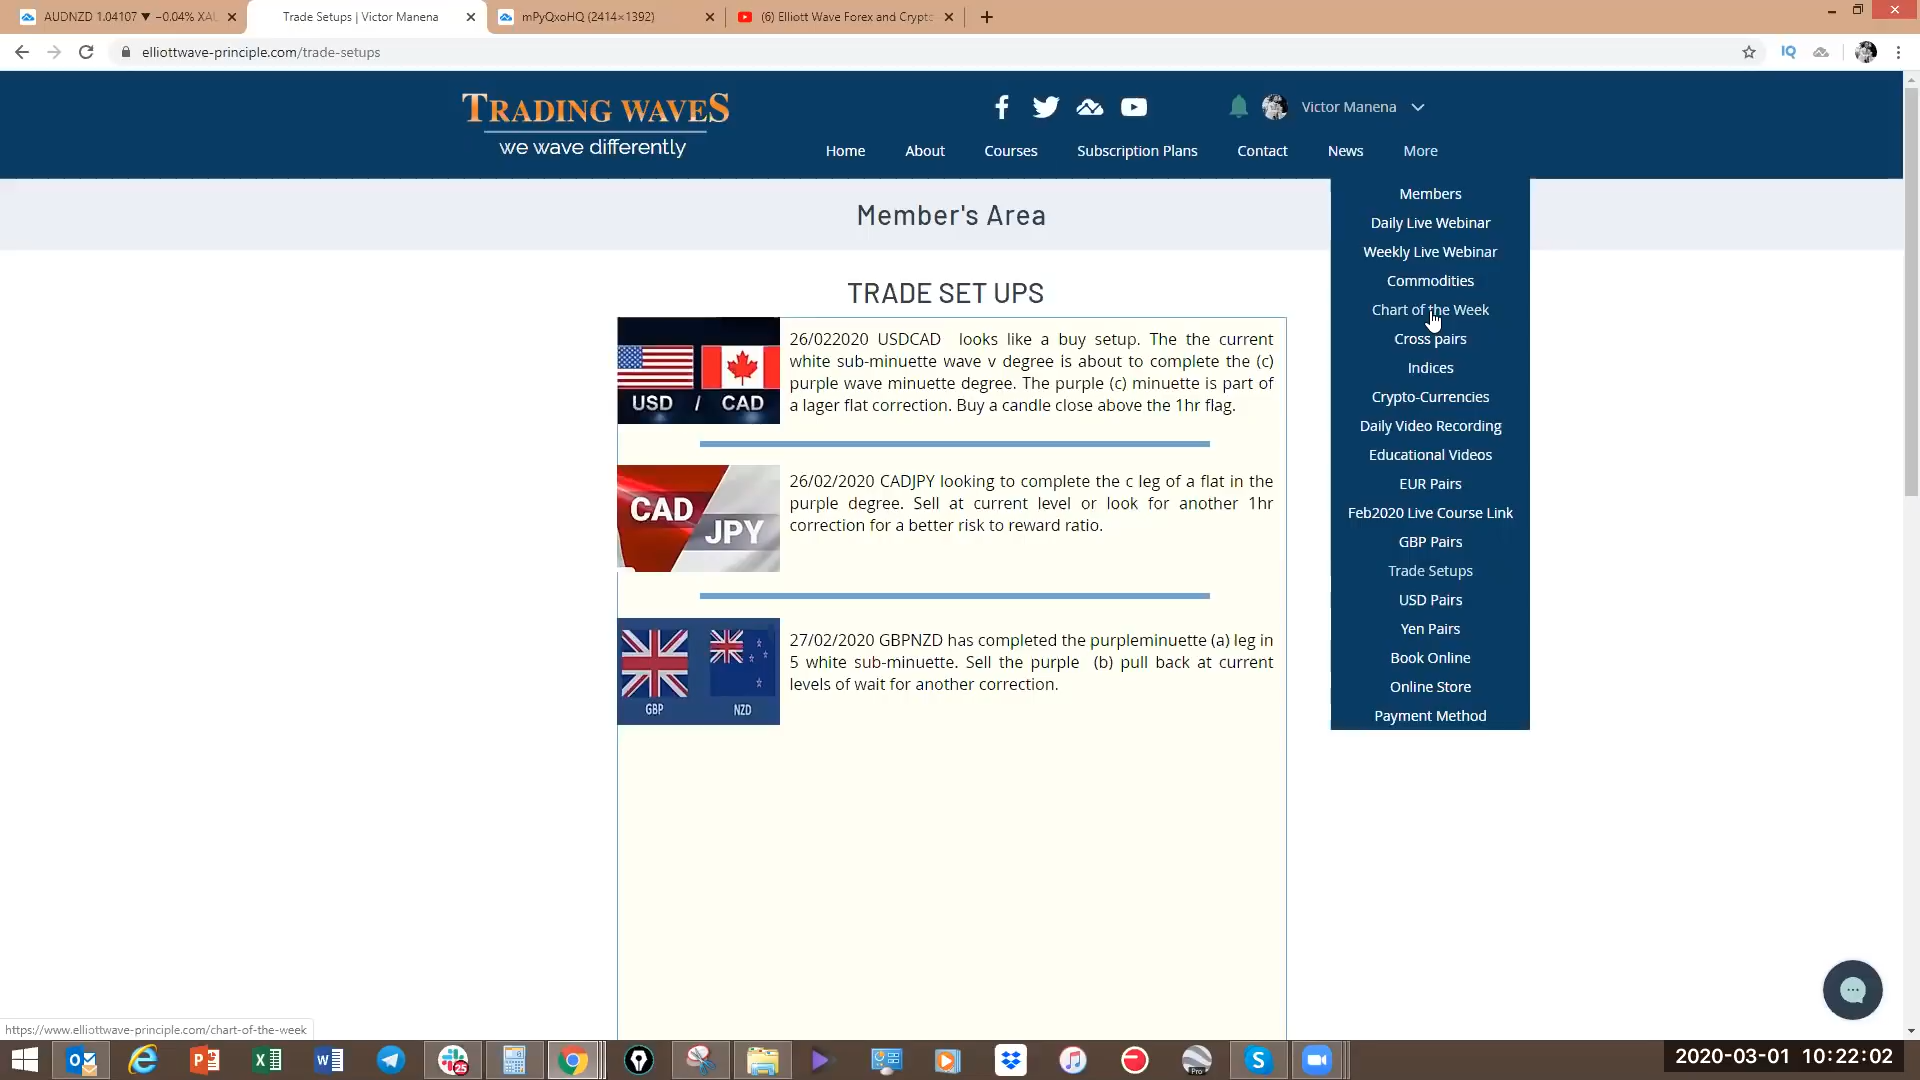 AUDNZD 1.04107 ▼ −0.04% XAU
Trade Setups | Victor Manena
mPyQxoHQ (2414×1392)
(6) Elliott Wave Forex and Crypto
elliottwave-principle.com/trade-setups
IQ
TRADING WAVES
we wave differently
Victor Manena
Home
About
Courses
Subscription Plans
Contact
News
More
Member's Area
TRADE SET UPS
USD / CAD
26/022020 USDCAD looks like a buy setup. The the current
white sub-minuette wave v degree is about to complete the (c)
purple wave minuette degree. The purple (c) minuette is part of
a lager flat correction. Buy a candle close above the 1hr flag.
CAD
JPY
26/02/2020 CADJPY looking to complete the c leg of a flat in the
purple degree. Sell at current level or look for another 1hr
correction for a better risk to reward ratio.
GBP
NZD
27/02/2020 GBPNZD has completed the purpleminuette (a) leg in
5 white sub-minuette. Sell the purple (b) pull back at current
levels of wait for another correction.
Members
Daily Live Webinar
Weekly Live Webinar
Commodities
Chart of the Week
Cross pairs
Indices
Crypto-Currencies
Daily Video Recording
Educational Videos
EUR Pairs
Feb2020 Live Course Link
GBP Pairs
Trade Setups
USD Pairs
Yen Pairs
Book Online
Online Store
Payment Method
https://www.elliottwave-principle.com/chart-of-the-week
25
Pro
2020-03-01 10:22:02